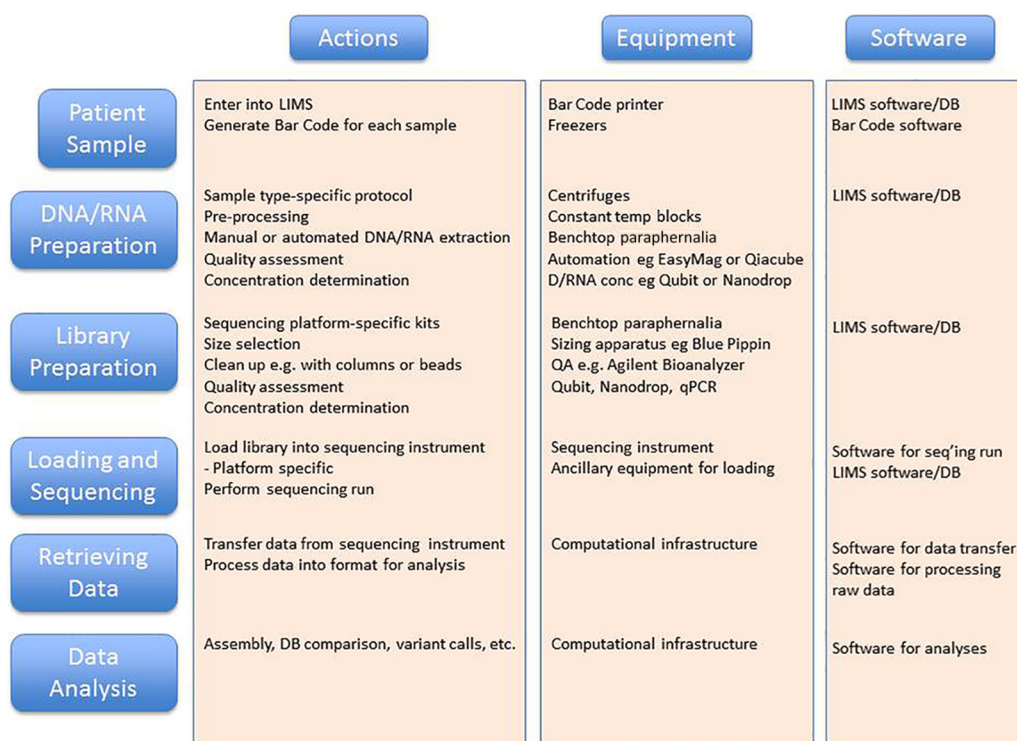 Actions
Equipment
Software
Patient
Sample
Enter into LIMS
Generate Bar Code for each sample
Bar Code printer
Freezers
LIMS software/DB
Bar Code software
DNA/RNA
Preparation
Sample type-specific protocol
Pre-processing
Manual or automated DNA/RNA extraction
Quality assessment
Concentration determination
Centrifuges
Constant temp blocks
Benchtop paraphernalia
Automation eg EasyMag or Qiacube
D/RNA conc eg Qubit or Nanodrop
LIMS software/DB
Library
Preparation
Sequencing platform-specific kits
Size selection
Clean up e.g. with columns or beads
Quality assessment
Concentration determination
Benchtop paraphernalia
Sizing apparatus eg Blue Pippin
QA e.g. Agilent Bioanalyzer
Qubit, Nanodrop, qPCR
LIMS software/DB
Loading and
Sequencing
Load library into sequencing instrument
- Platform specific
Perform sequencing run
Sequencing instrument
Ancillary equipment for loading
Software for seq'ing run
LIMS software/DB
Retrieving
Data
Transfer data from sequencing instrument
Process data into format for analysis
Computational infrastructure
Software for data transfer
Software for processing
raw data
Data
Analysis
Assembly, DB comparison, variant calls, etc.
Computational infrastructure
Software for analyses